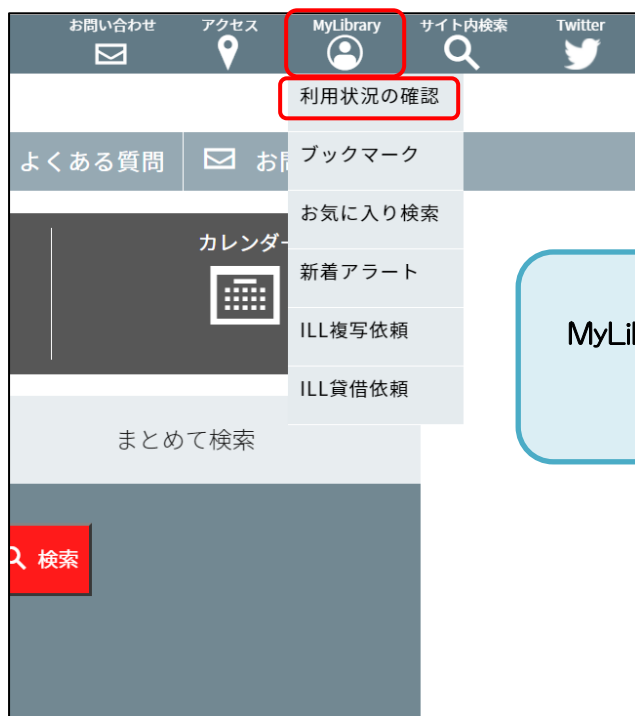 お問い合わせ
アクセス
MyLibrary
サイト内検索
Twitter
利用状況の確認
よくある質問
お
ブックマーク
お気に入り検索
カレンダー
新着アラート
ILL複写依頼
ILL貸借依頼
MyLi
まとめて検索
検索